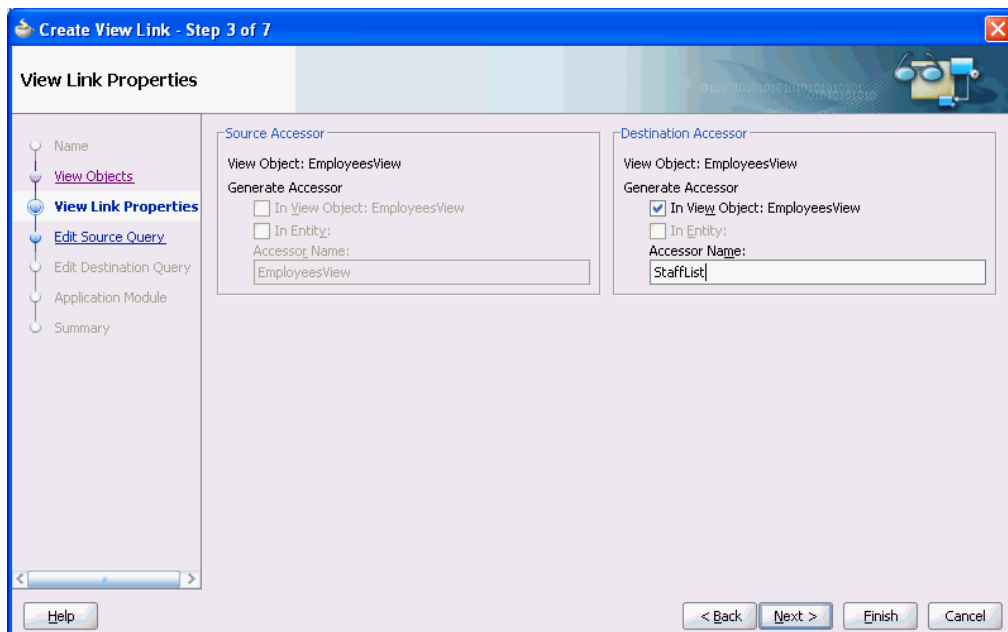 Create View Link - Step 3 of 7
View Link Properties
Name
View Objects
View Link Properties
Edit Source Query
Edit Destination Query
Application Module
Summary
Source Accessor
View Object: EmployeesView
Generate Accessor
In View Object: EmployeesView
In Entity:
Accessor Name:
EmployeesView
Destination Accessor
View Object: EmployeesView
Generate Accessor
In View Object: EmployeesView
In Entity:
Accessor Name:
StaffList
Help
< Back
Next >
Finish
Cancel